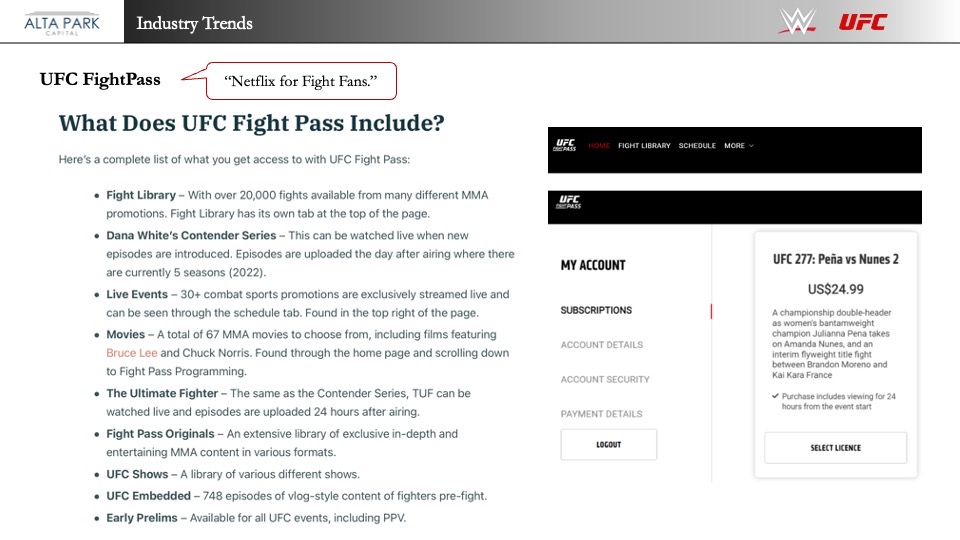 ALTA PARK
CAPITAL
Industry Trends
W
UFC
UFC FightPass
“Netflix for Fight Fans.”
What Does UFC Fight Pass Include?
Here’s a complete list of what you get access to with UFC Fight Pass:
• Fight Library – With over 20,000 fights available from many different MMA
promotions. Fight Library has its own tab at the top of the page.
• Dana White’s Contender Series – This can be watched live when new
episodes are introduced. Episodes are uploaded the day after airing where there
are currently 5 seasons (2022).
• Live Events – 30+ combat sports promotions are exclusively streamed live and
can be seen through the schedule tab. Found in the top right of the page.
• Movies – A total of 67 MMA movies to choose from, including films featuring
Bruce Lee and Chuck Norris. Found through the home page and scrolling down
to Fight Pass Programming.
• The Ultimate Fighter – The same as the Contender Series, TUF can be
watched live and episodes are uploaded 24 hours after airing.
• Fight Pass Originals – An extensive library of exclusive in-depth and
entertaining MMA content in various formats.
• UFC Shows – A library of various different shows.
• UFC Embedded – 748 episodes of vlog-style content of fighters pre-fight.
• Early Prelims – Available for all UFC events, including PPV.
UFC
FIGHT PASS
HOME FIGHT LIBRARY SCHEDULE MORE
UFC
FIGHT PASS
MY ACCOUNT
SUBSCRIPTIONS
ACCOUNT DETAILS
ACCOUNT SECURITY
PAYMENT DETAILS
LOGOUT
UFC 277: Peña vs Nunes 2
US$24.99
A championship double-header
as women's bantamweight
champion Julianna Pena takes
on Amanda Nunes, and an
interim flyweight title fight
between Brandon Moreno and
Kai Kara France
✓ Purchase includes viewing for 24
hours from the event start
SELECT LICENCE